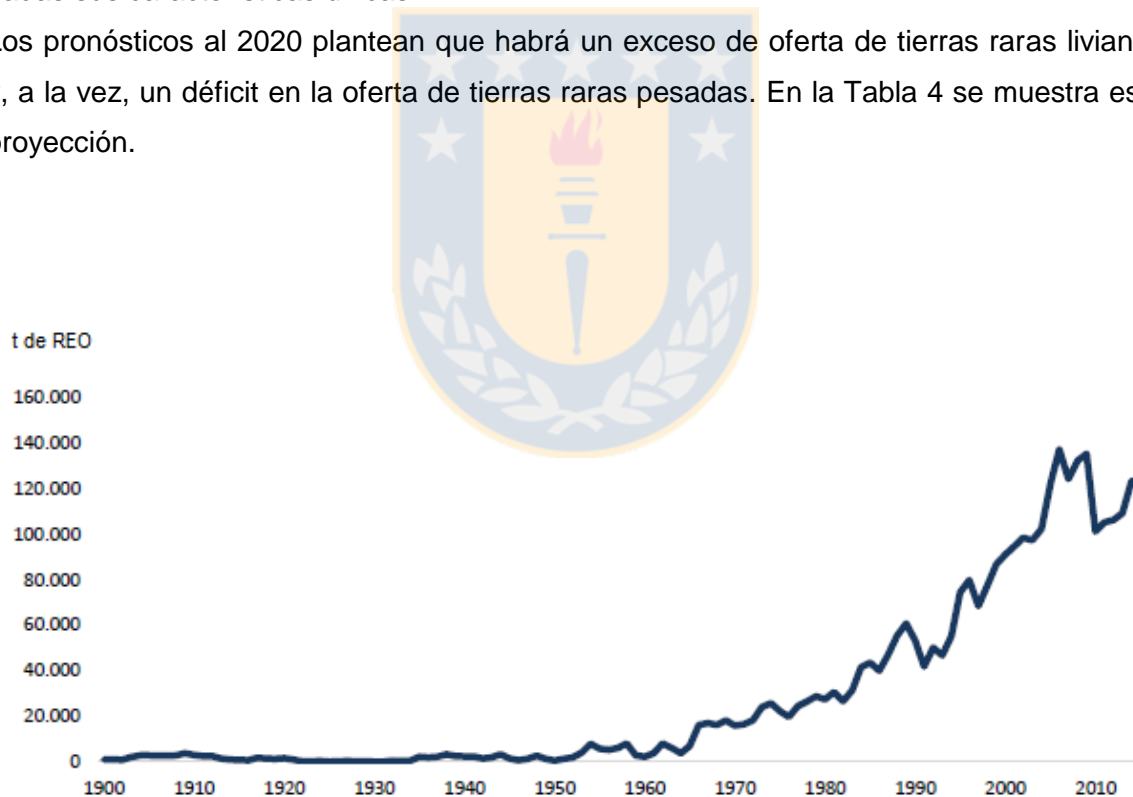 Los pronósticos al 2020 plantean que habrá un exceso de oferta de tierras raras
a la vez, un déficit en la oferta de tierras raras pesadas. En la Tabla 4 se muestra
proyección.
t de REO
160.000
140.000
120.000
100.000
80.000
60.000
40.000
20.000
0
1900 1910 1920 1930 1940 1950 1960 1970 1980 1990 2000 2010